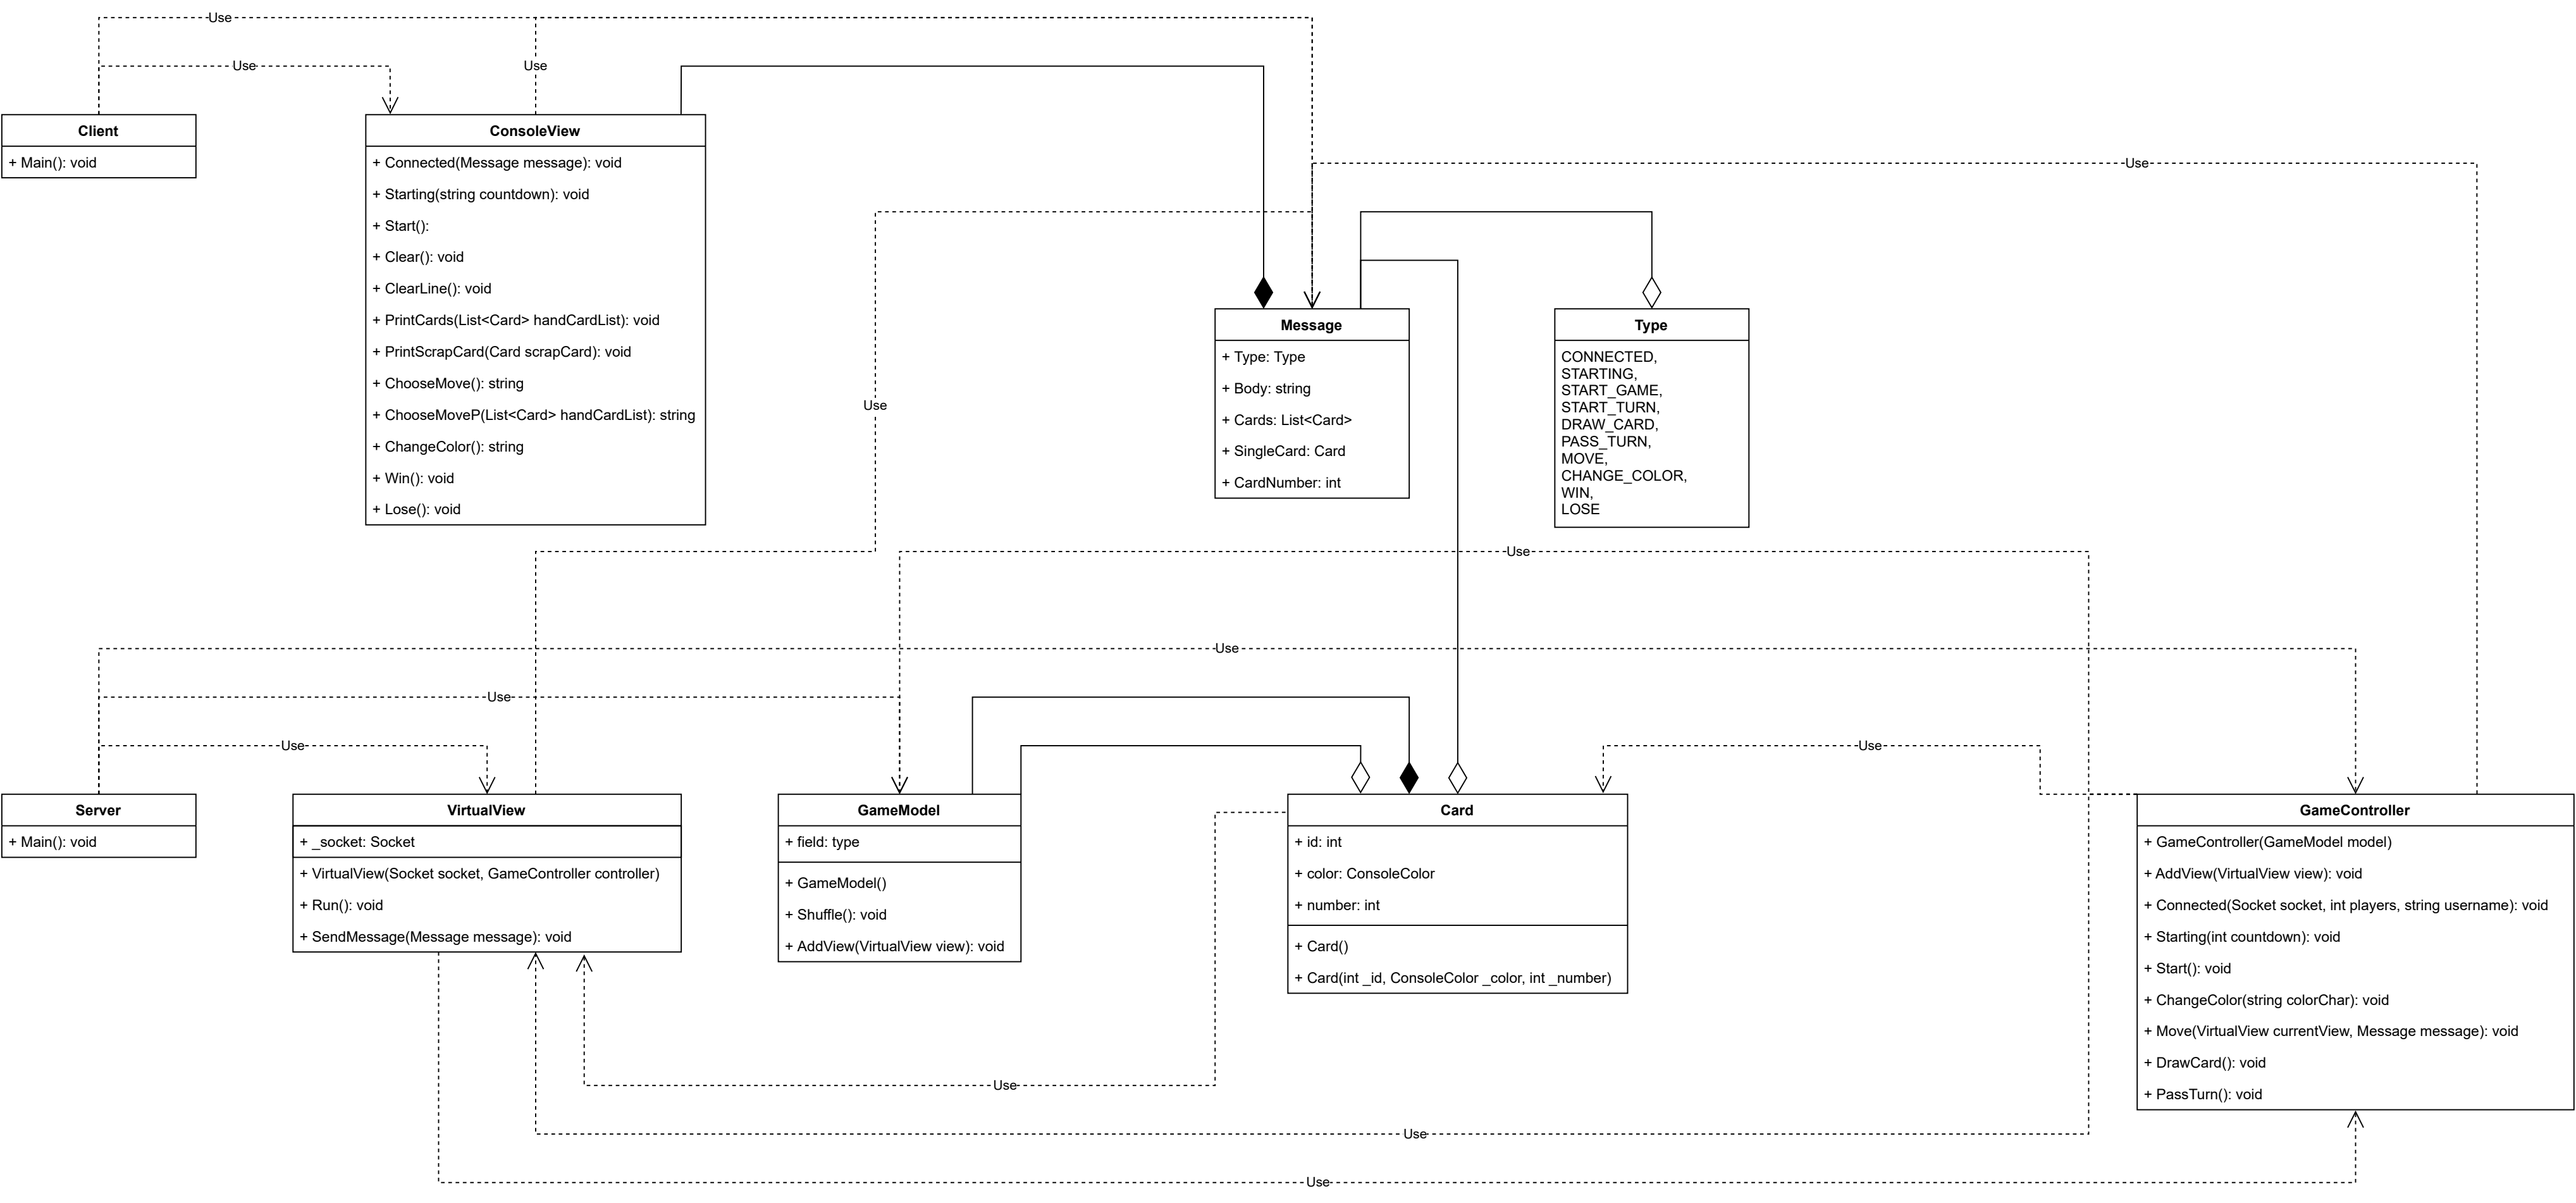 Use
Use
Use
Client
+ Main(): void
ConsoleView
+ Connected(Message message): void
+ Starting(string countdown): void
+ Start():
+ Clear(): void
+ ClearLine(): void
+ PrintCards(List<Card> handCardList): void
+ PrintScrapCard(Card scrapCard): void
+ ChooseMove(): string
+ ChooseMoveP(List<Card> handCardList): string
+ ChangeColor(): string
+ Win(): void
+ Lose(): void
Use
Use
Message
+ Type: Type
+ Body: string
+ Cards: List<Card>
+ SingleCard: Card
+ CardNumber: int
Type
CONNECTED,
STARTING,
START_GAME,
START_TURN,
DRAW_CARD,
PASS_TURN,
MOVE,
CHANGE_COLOR,
WIN,
LOSE
Use
Use
Use
Use
Use
Server
+ Main(): void
VirtualView
+ _socket: Socket
+ VirtualView(Socket socket, GameController controller)
+ Run(): void
+ SendMessage(Message message): void
GameModel
+ field: type
+ GameModel()
+ Shuffle(): void
+ AddView(VirtualView view): void
Card
+ id: int
+ color: ConsoleColor
+ number: int
+ Card()
+ Card(int _id, ConsoleColor _color, int _number)
GameController
+ GameController(GameModel model)
+ AddView(VirtualView view): void
+ Connected(Socket socket, int players, string username): void
+ Starting(int countdown): void
+ Start(): void
+ ChangeColor(string colorChar): void
+ Move(VirtualView currentView, Message message): void
+ DrawCard(): void
+ PassTurn(): void
Use
Use
Use